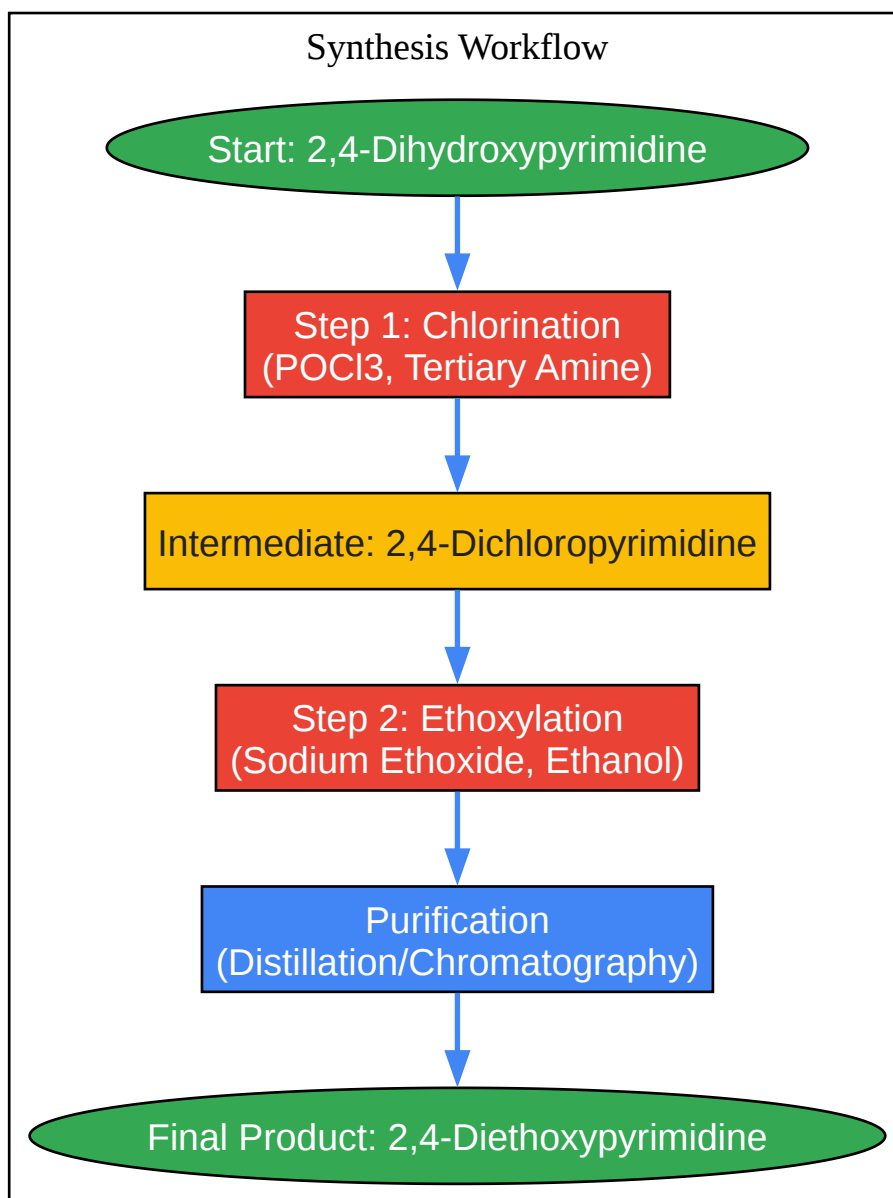 Synthesis Workflow
Start: 2,4-Dihydroxypyrimidine
Step 1: Chlorination
(POCl3, Tertiary Amine)
Intermediate: 2,4-Dichloropyrimidine
Step 2: Ethoxylation
(Sodium Ethoxide, Ethanol)
Purification
(Distillation/Chromatography)
Final Product: 2,4-Diethoxypyrimidine